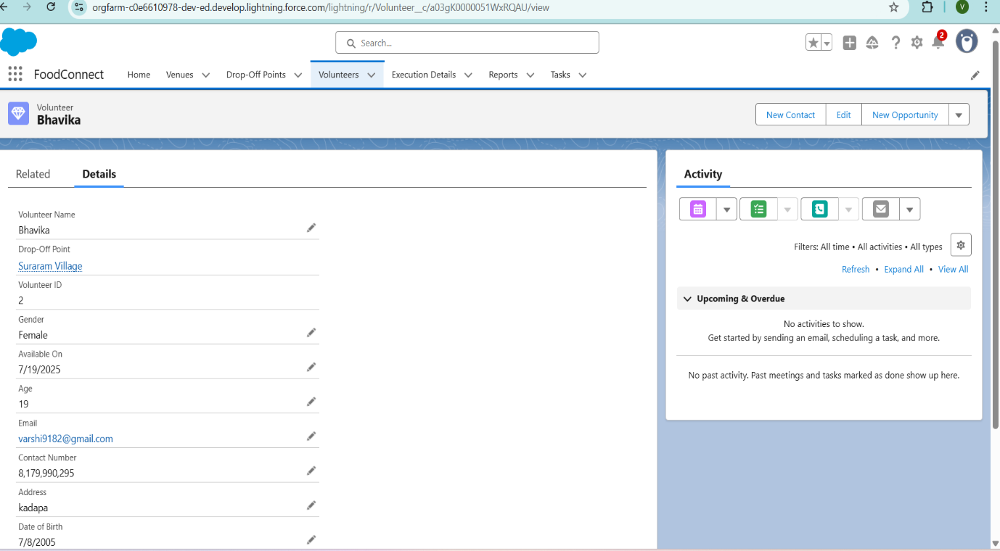 orgfarm-c0e6610978-dev-ed.develop.lightning.force.com/lightning/r/Volunteer__c/a03gK0000051WxRQAU/view
V
Search...
2
FoodConnect Home Venues Drop-Off Points Volunteers Execution Details Reports Tasks
Volunteer
Bhavika
New Contact Edit New Opportunity
Related Details
Volunteer Name
Bhavika
Drop-Off Point
Suraram Village
Volunteer ID
2
Gender
Female
Available On
7/19/2025
Age
19
Email
varshi9182@gmail.com
Contact Number
8,179,990,295
Address
kadapa
Date of Birth
7/8/2005
Activity
Filters: All time • All activities • All types
Refresh • Expand All • View All
Upcoming & Overdue
No activities to show.
Get started by sending an email, scheduling a task, and more.
No past activity. Past meetings and tasks marked as done show up here.